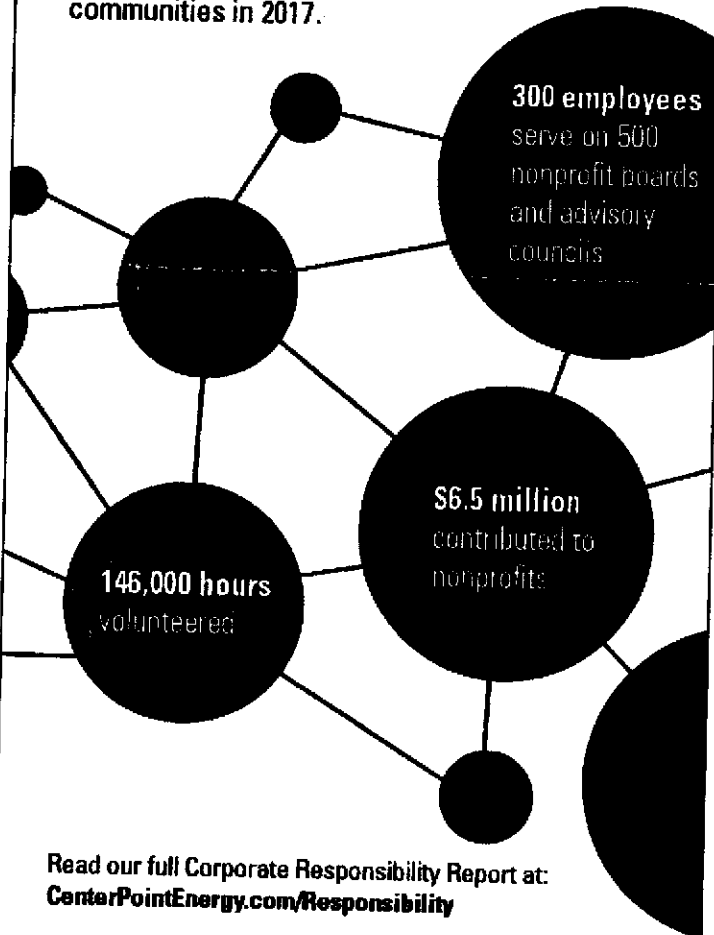 communities in 2017.
300 employees
serve on 500
nonprofit boards
and advisory
councils
$6.5 million
contributed to
nonprofits
146,000 hours
volunteered
Read our full Corporate Responsibility Report at:
CenterPointEnergy.com/Responsibility